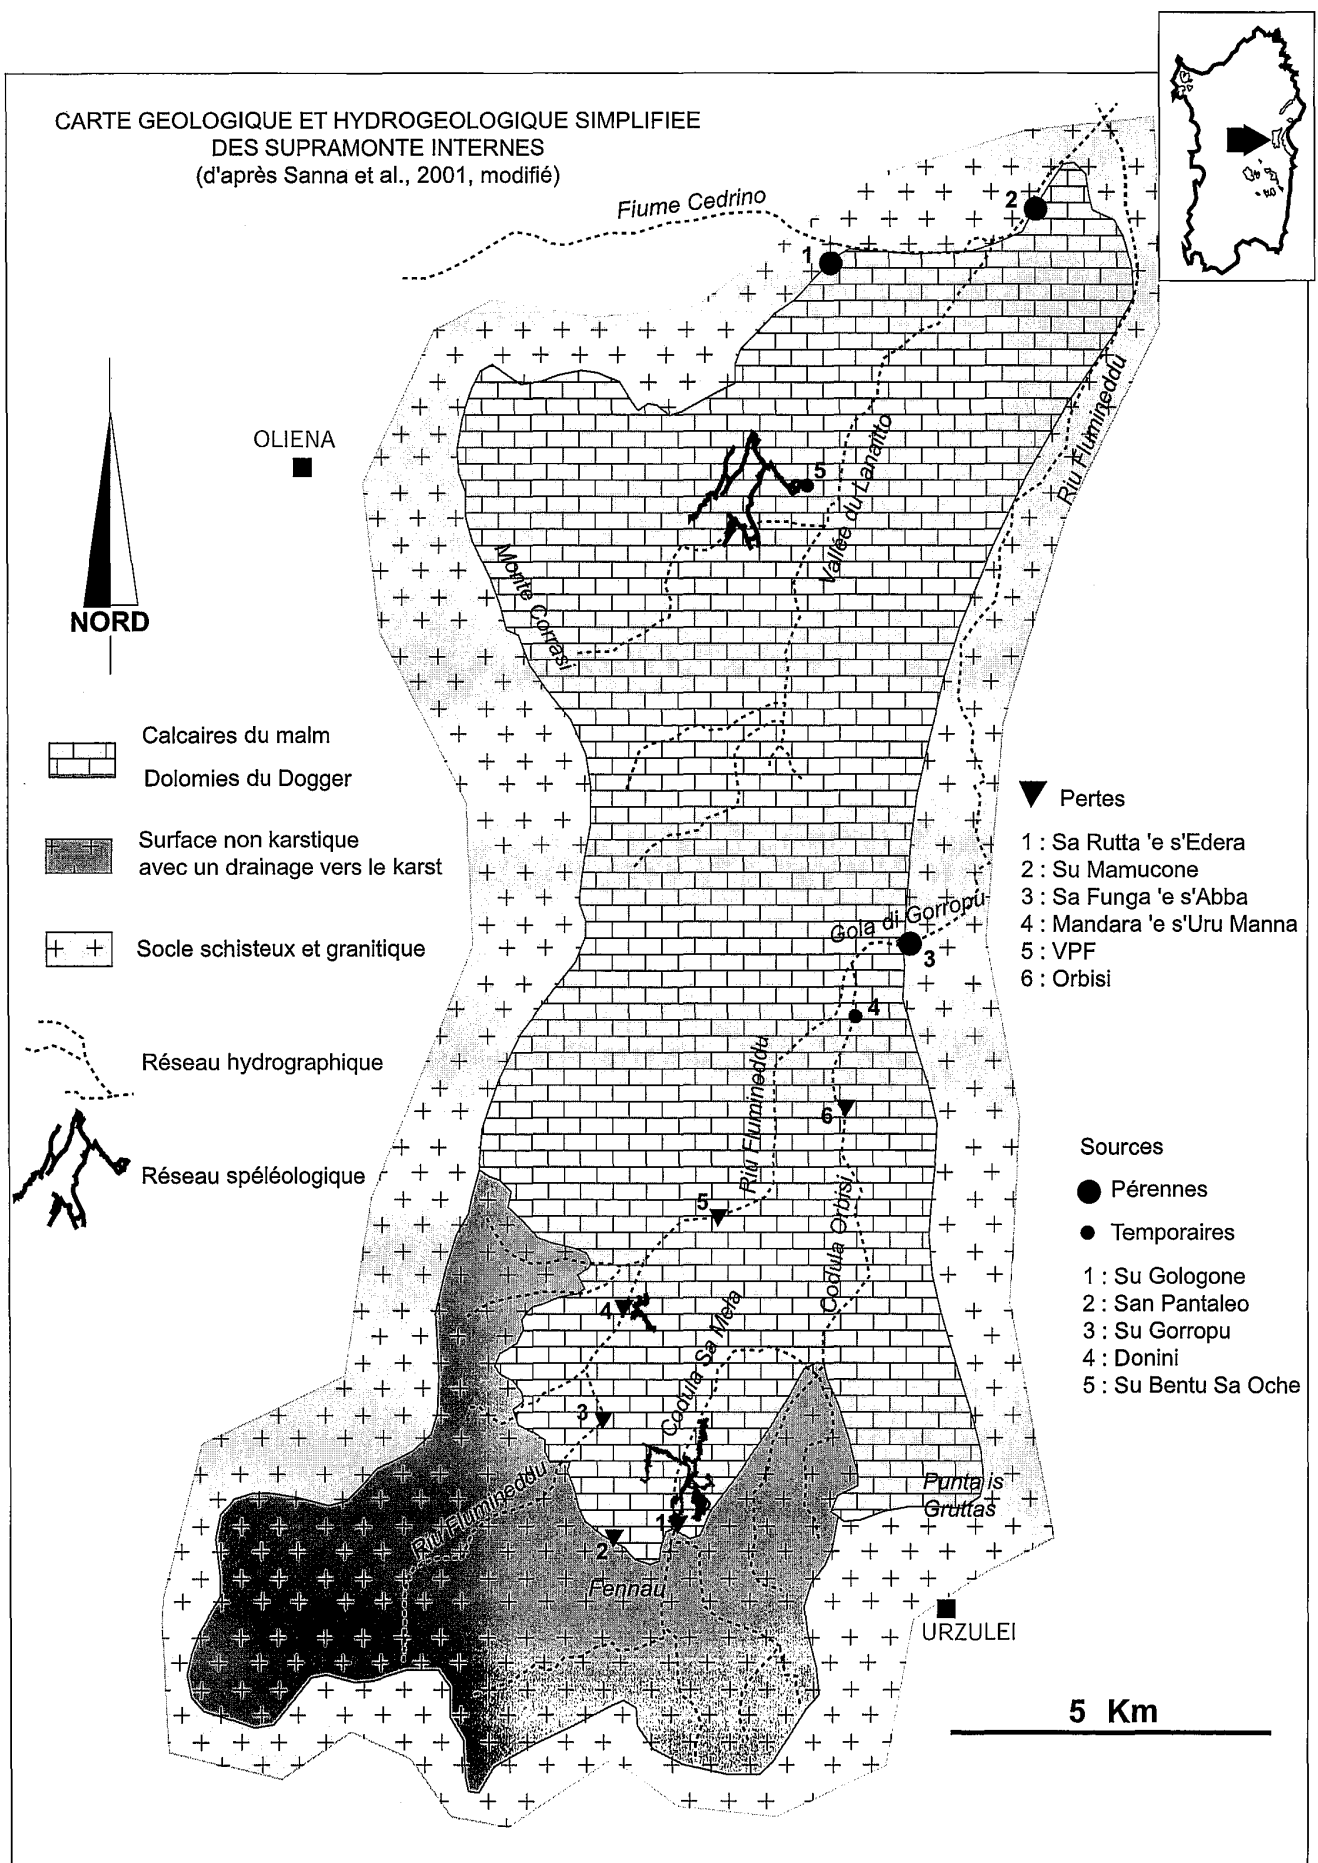 CARTE GEOLOGIQUE ET HYDROGEOLOGIQUE SIMPLIFIEE
DES SUPRAMONTE INTERNES
(d'après Sanna et al., 2001, modifié)
Fiume Cedrino
2
1
OLIENA
5
Vallée du Lanaitto
Riu Flumineddu
Monte Corrasi
NORD
Calcaires du malm
Dolomies du Dogger
Surface non karstique
avec un drainage vers le karst
Socle schisteux et granitique
Réseau hydrographique
Réseau spéléologique
Pertes
1 : Sa Rutta 'e s'Edera
2 : Su Mamucone
3 : Sa Funga 'e s'Abba
4 : Mandara 'e s'Uru Manna
5 : VPF
6 : Orbisi
Gola di Gorropu
3
4
Riu Flumineddu
6
5
Codula Orbisi
4
Codula Sa Mela
3
Riu Flumineddu
1
2
Fennau
Punta is
Gruttas
URZULEI
Sources
Pérennes
Temporaires
1 : Su Gologone
2 : San Pantaleo
3 : Su Gorropu
4 : Donini
5 : Su Bentu Sa Oche
5 Km